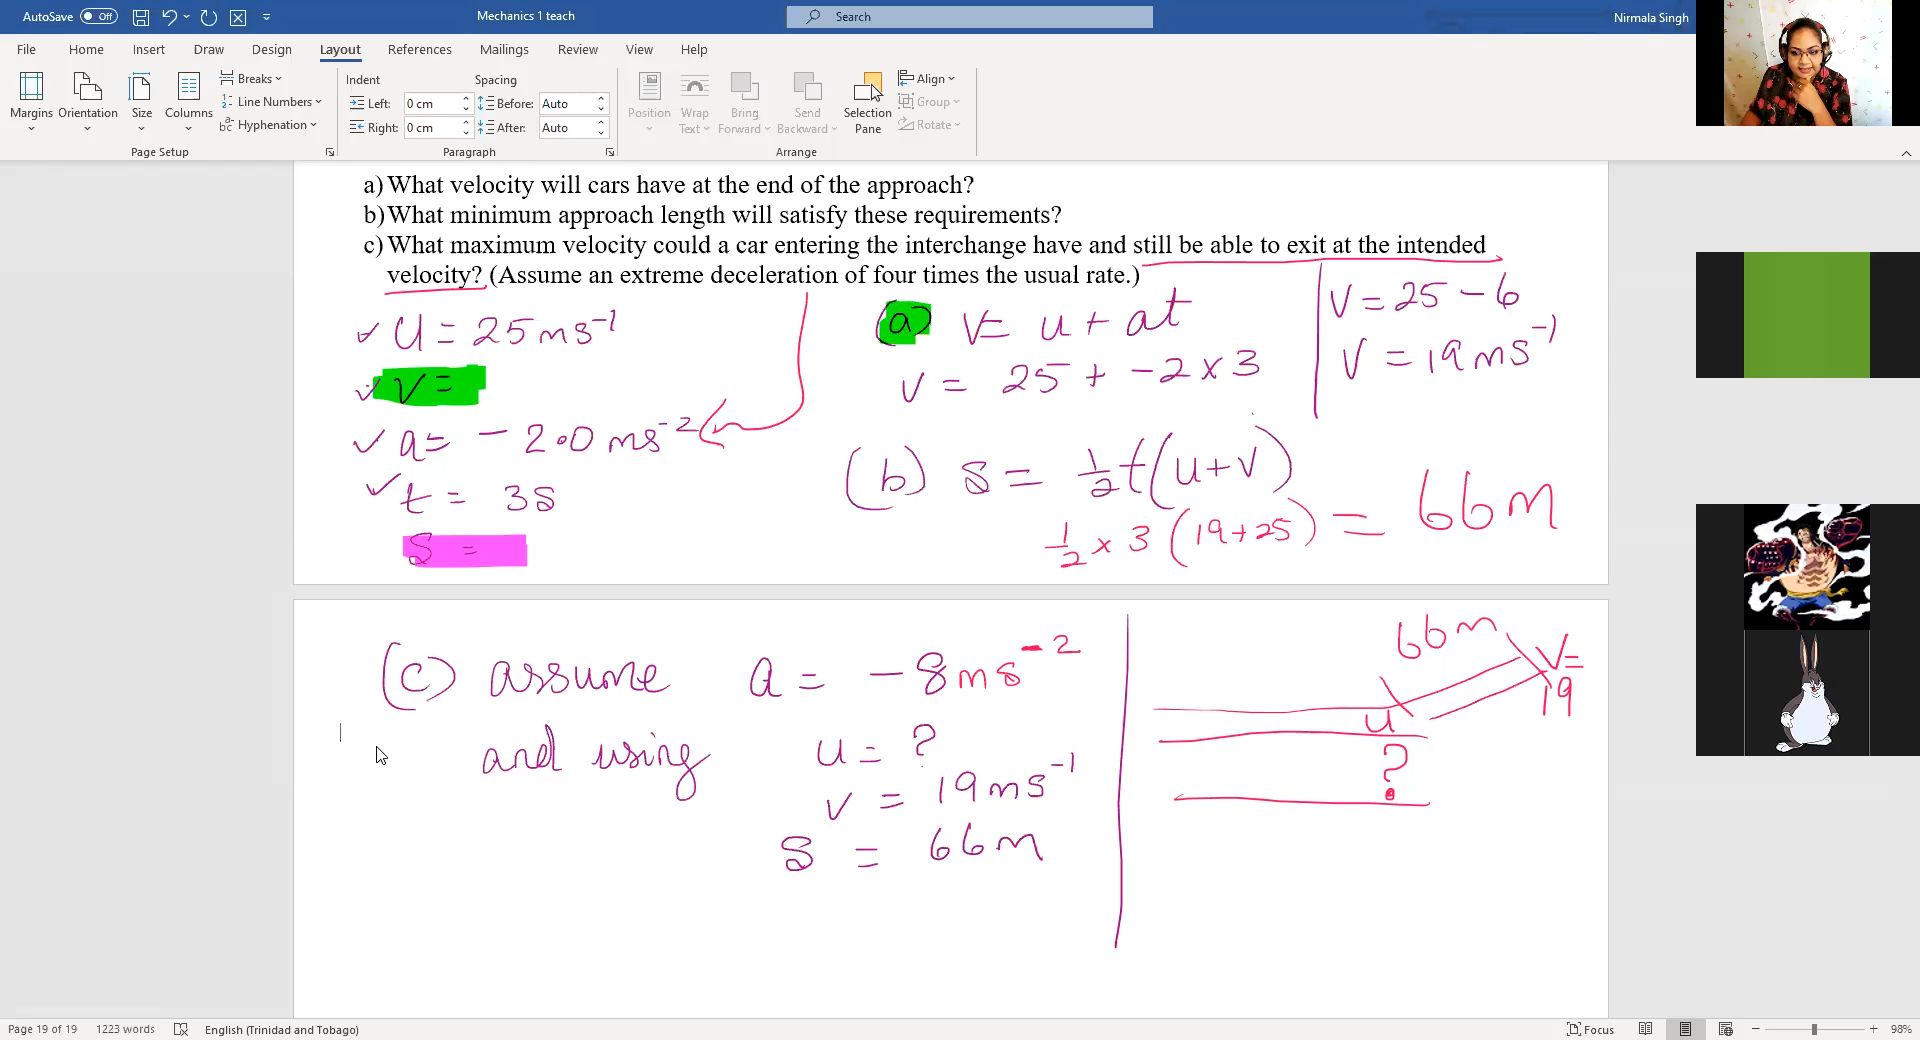 AutoSave Off Mechanics 1 teach Search Nirmala Singh
File Home Insert Draw Design Layout References Mailings Review View Help
Margins Orientation Size Columns
Breaks
Line Numbers
Hyphenation
Page Setup
Indent Spacing
Left: 0 cm Before: Auto
Right: 0 cm After: Auto
Paragraph
Position Wrap Text Bring Forward Send Backward Selection Pane
Align
Group
Rotate
Arrange
a) What velocity will cars have at the end of the approach?
b) What minimum approach length will satisfy these requirements?
c) What maximum velocity could a car entering the interchange have and still be able to exit at the intended
velocity? (Assume an extreme deceleration of four times the usual rate.)
✓ u = 25 ms⁻¹
✓ v =
✓ a = -2.0 ms⁻²
✓ t = 3s
s =
(a) v = u + at
v = 25 + -2 × 3
v = 25 - 6
v = 19 ms⁻¹
(b) s = ½t(u+v)
½ × 3 (19+25) = 66 m
(c) assume a = -8 ms⁻²
and using u = ?
v = 19 ms⁻¹
s = 66 m
66 m
v = 19
u
?
Page 19 of 19 1223 words English (Trinidad and Tobago) Focus 98%